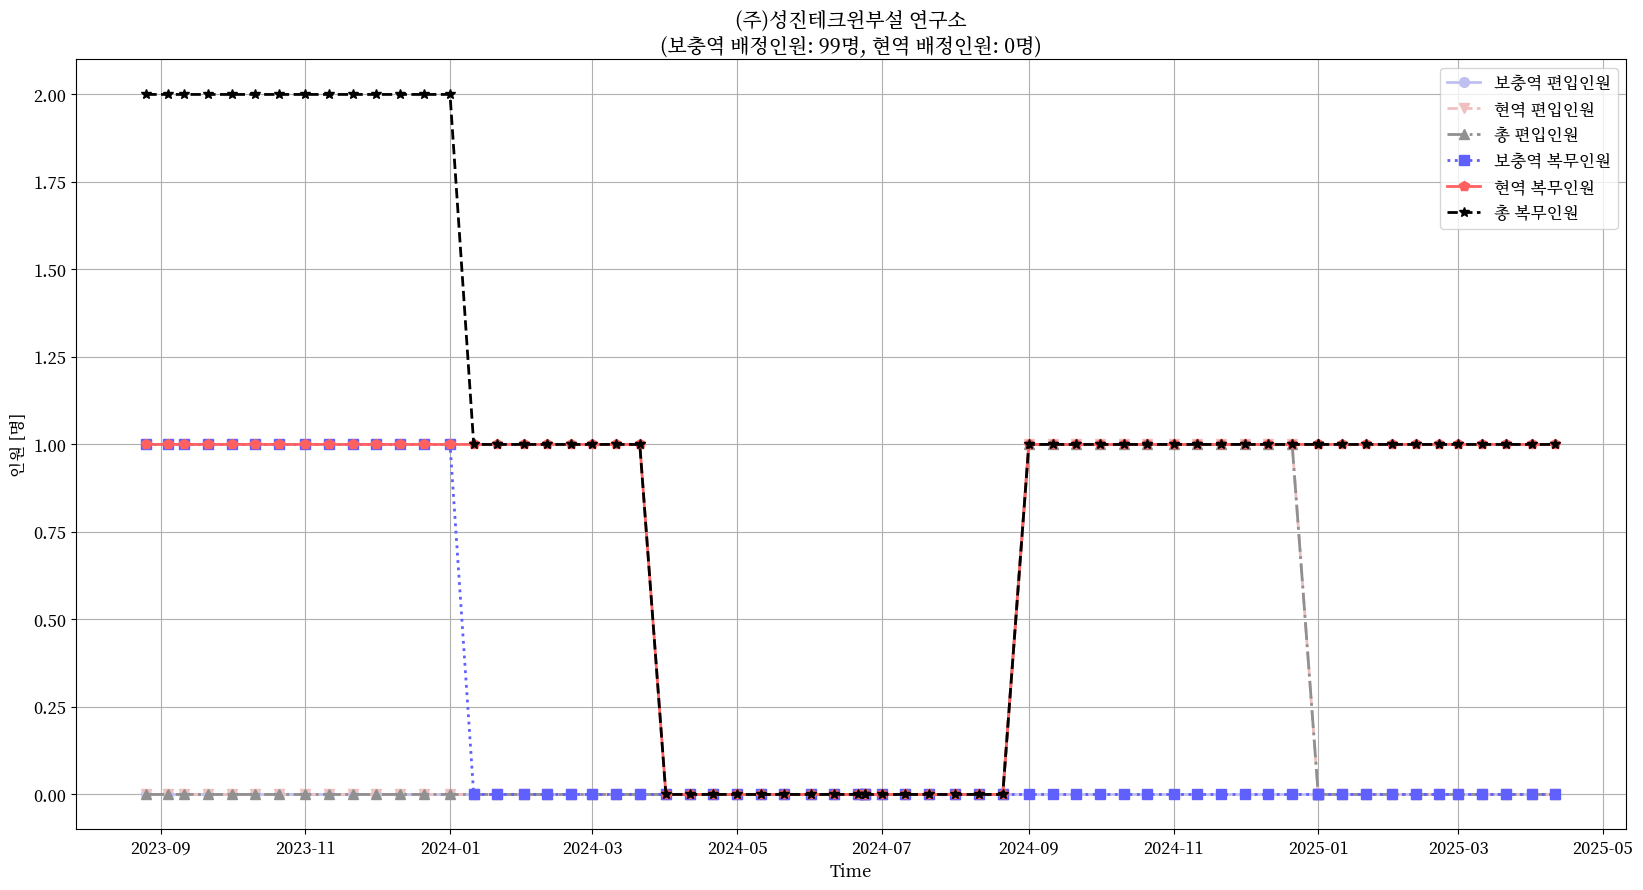 (주)성진테크윈부설 연구소
(보충역 배정인원: 99명, 현역 배정인원: 0명)
보충역 편입인원
현역 편입인원
총 편입인원
보충역 복무인원
현역 복무인원
총 복무인원
인원 [명]
2.00
1.75
1.50
1.25
1.00
0.75
0.50
0.25
0.00
2023-09 2023-11 2024-01 2024-03 2024-05 2024-07 2024-09 2024-11 2025-01 2025-03 2025-05
Time